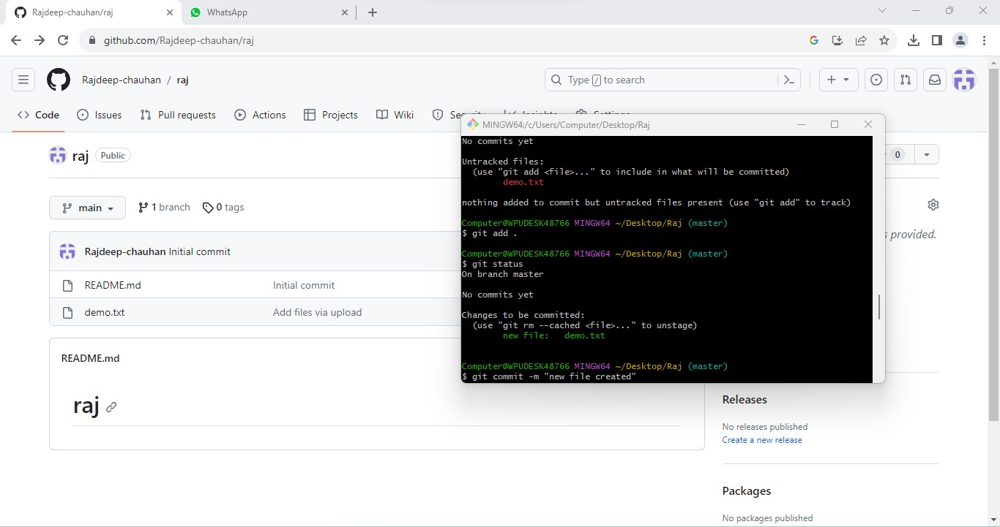 Rajdeep-chauhan/raj
WhatsApp
github.com/Rajdeep-chauhan/raj
Rajdeep-chauhan / raj
Type / to search
Code Issues Pull requests Actions Projects Wiki Security Insights Settings
MINGW64:/c/Users/Computer/Desktop/Raj
raj Public
0
main 1 branch 0 tags
s provided.
Rajdeep-chauhan Initial commit
README.md Initial commit
demo.txt Add files via upload
README.md
raj
No commits yet
Untracked files:
(use "git add <file>..." to include in what will be committed)
demo.txt
nothing added to commit but untracked files present (use "git add" to track)
Computer@WPUDESK48766 MINGW64 ~/Desktop/Raj (master)
$ git add .
Computer@WPUDESK48766 MINGW64 ~/Desktop/Raj (master)
$ git status
On branch master
No commits yet
Changes to be committed:
(use "git rm --cached <file>..." to unstage)
new file: demo.txt
Computer@WPUDESK48766 MINGW64 ~/Desktop/Raj (master)
$ git commit -m "new file created"
Releases
No releases published
Create a new release
Packages
No packages published